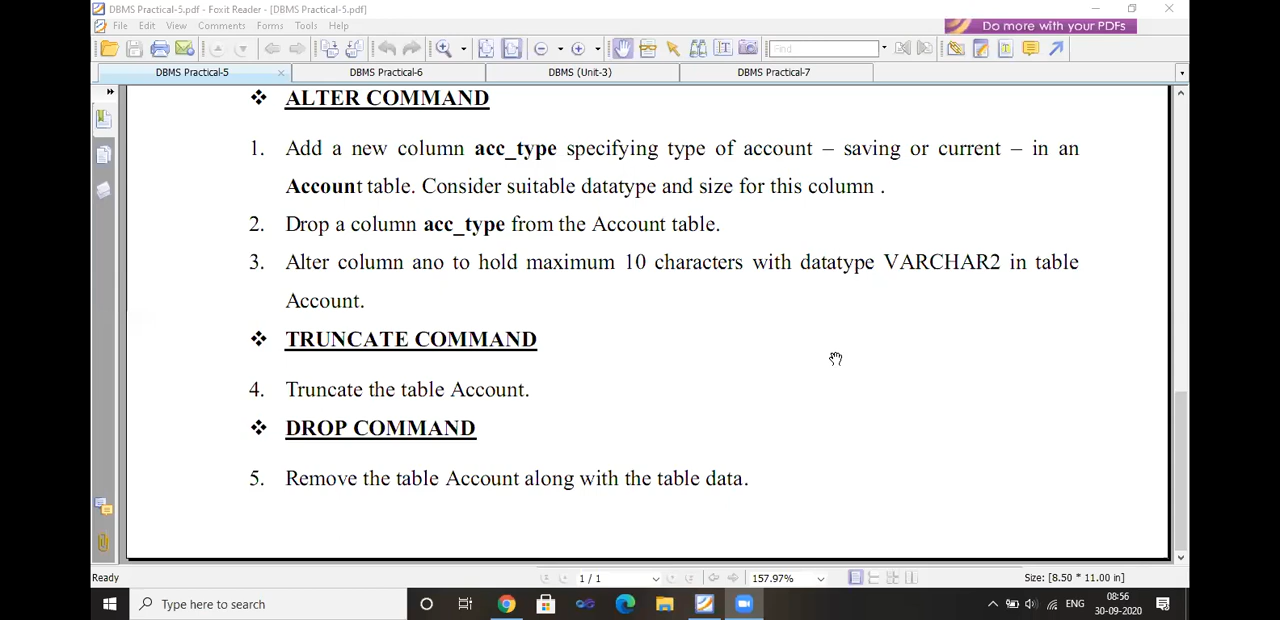 DBMS Practical-5.pdf - Foxit Reader - [DBMS Practical-5.pdf]
File Edit View Comments Forms Tools Help
Do more with your PDFs
Find
DBMS Practical-5 DBMS Practical-6 DBMS (Unit-3) DBMS Practical-7
❖ ALTER COMMAND
1. Add a new column acc_type specifying type of account – saving or current – in an
Account table. Consider suitable datatype and size for this column .
2. Drop a column acc_type from the Account table.
3. Alter column ano to hold maximum 10 characters with datatype VARCHAR2 in table
Account.
❖ TRUNCATE COMMAND
4. Truncate the table Account.
❖ DROP COMMAND
5. Remove the table Account along with the table data.
Ready 1 / 1 157.97% Size: [8.50 * 11.00 in]
Type here to search ENG 08:56
30-09-2020